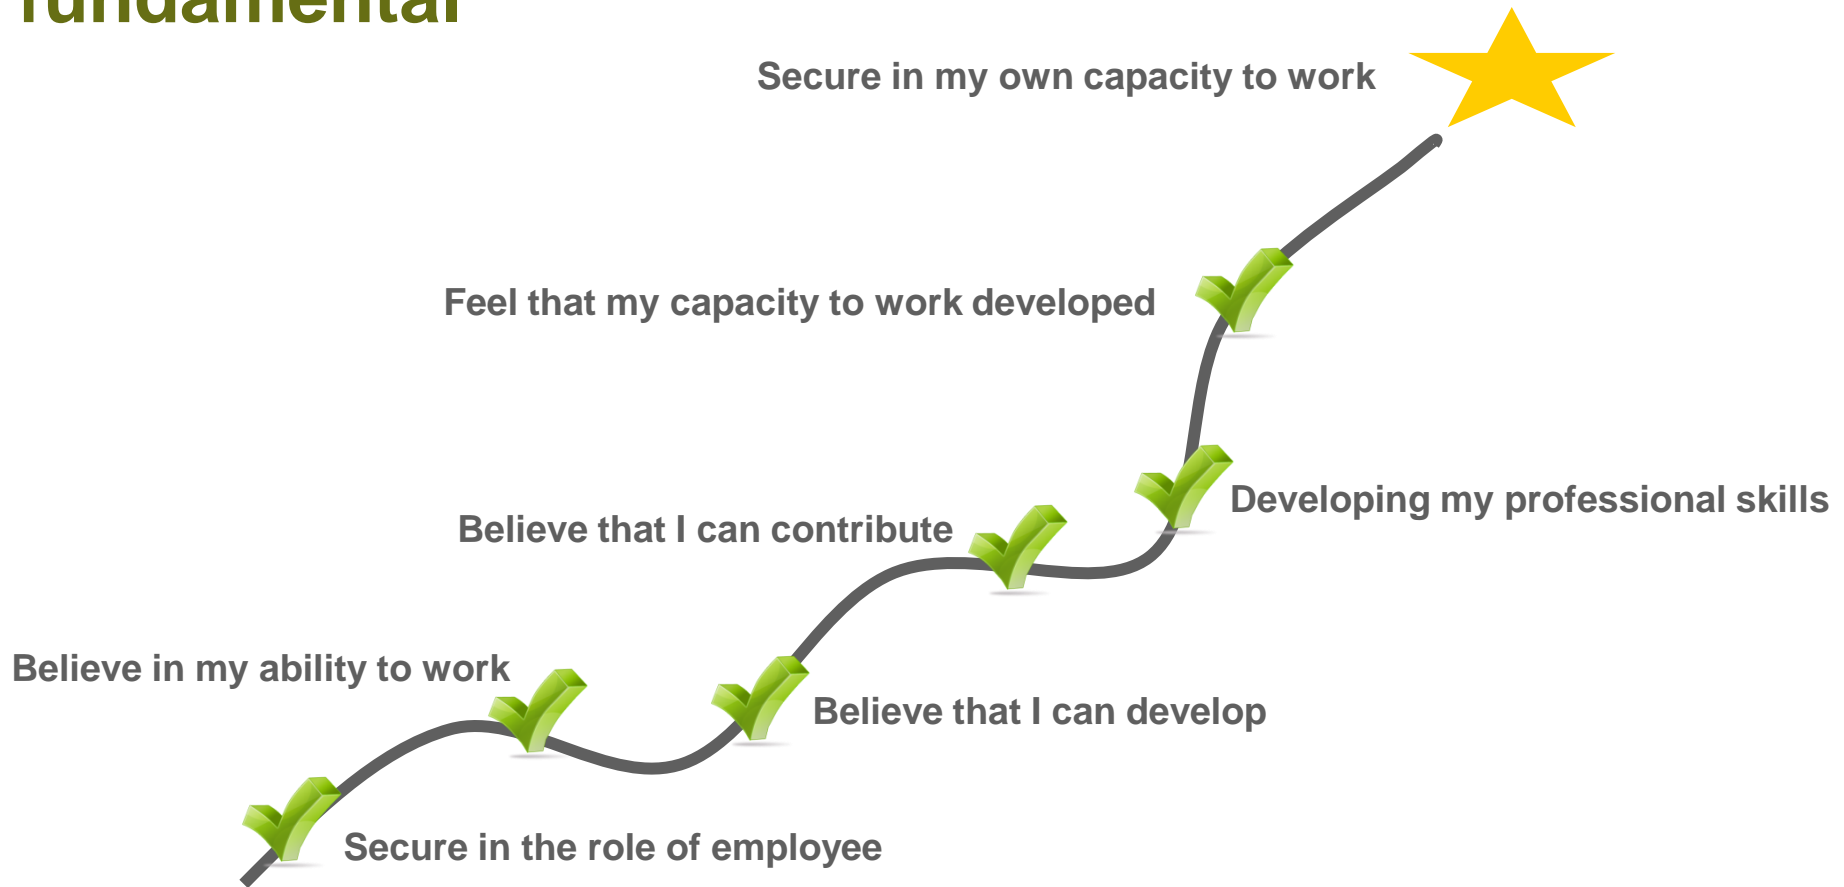 fundamental
Secure in my own capacity to work
Feel that my capacity to work developed
Developing my professional skills
Believe that I can contribute
Believe in my ability to work
Believe that I can develop
Secure in the role of employee